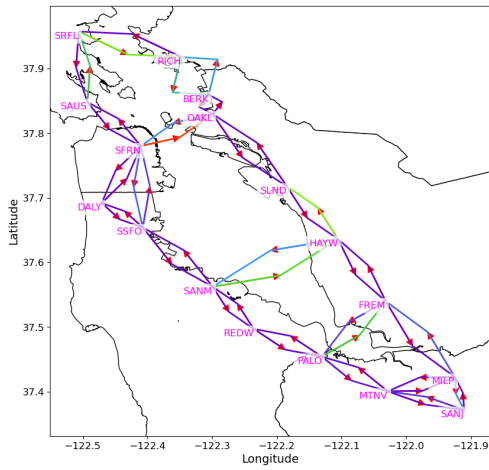 SRFL
RICH
SAUS
BERK
OAKL
SFRN
SLND
DALY
SSFO
HAYW
SANM
FREM
REDW
PALO
MILP
MTNV
SANJ
37.9
37.8
37.7
37.6
37.5
37.4
Latitude
−122.5
−122.4
−122.3
−122.2
−122.1
−122.0
−121.9
Longitude